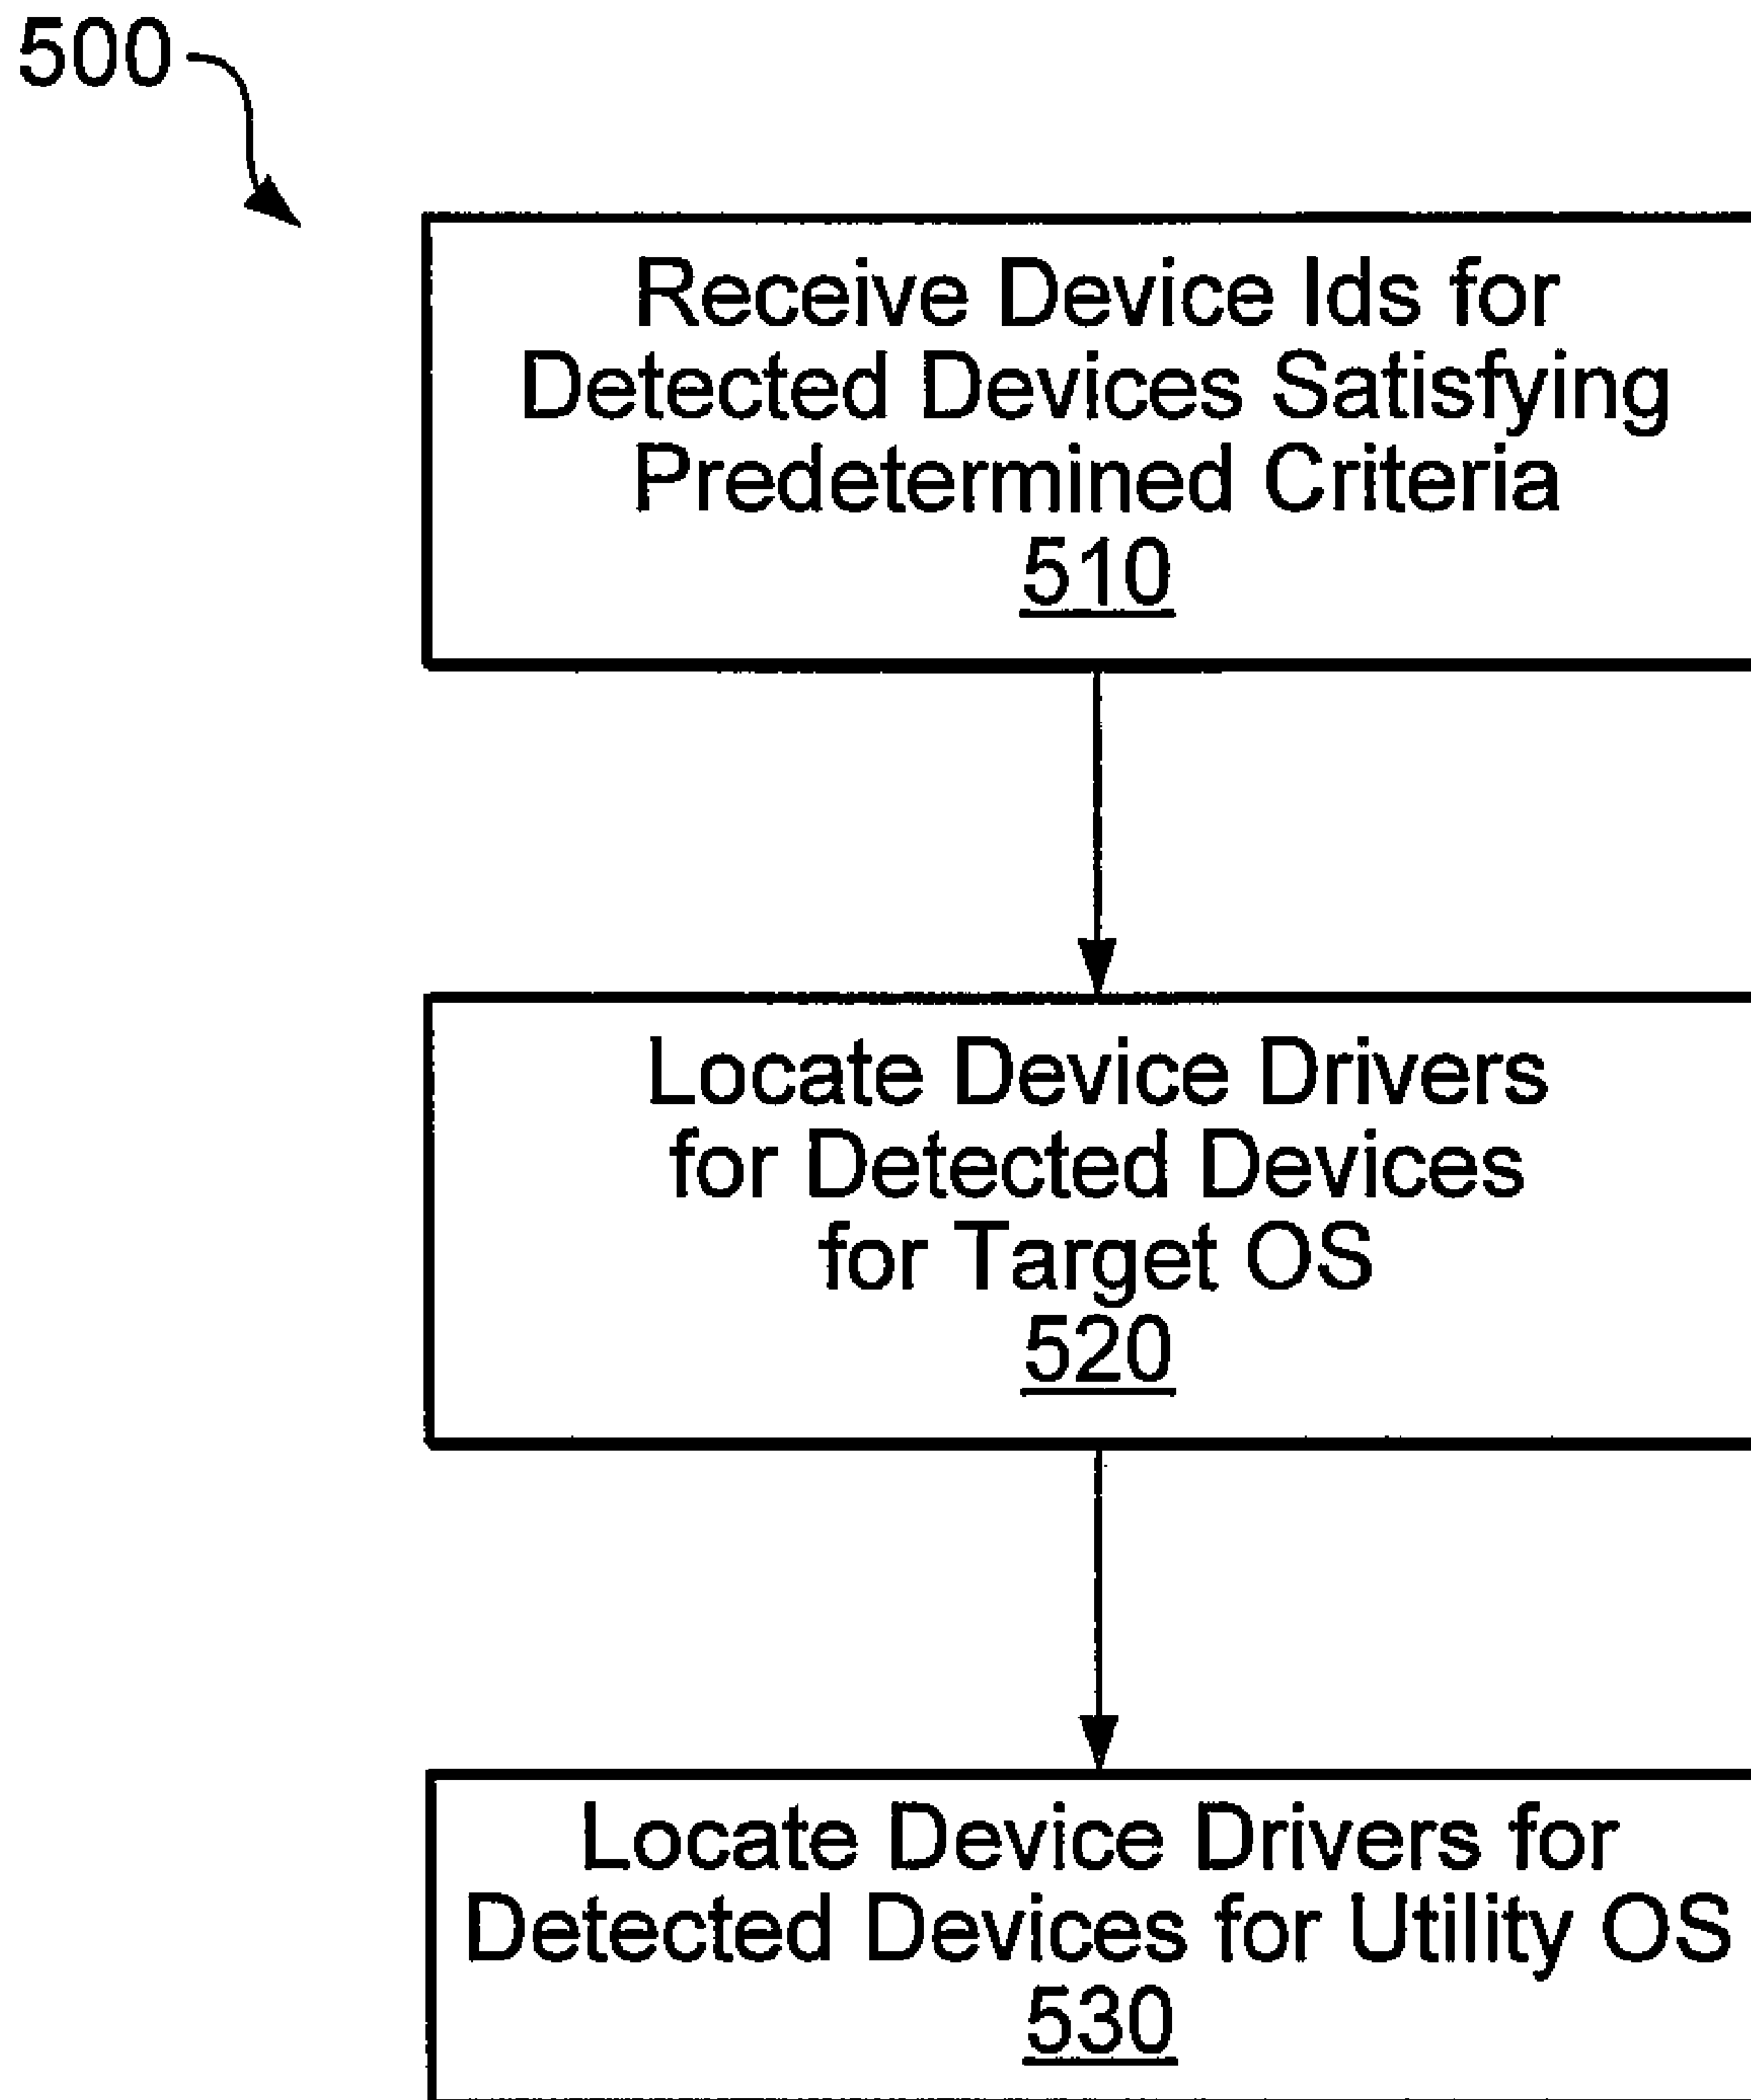 500
Receive Device Ids for
Detected Devices Satisfying
Predetermined Criteria
510
Locate Device Drivers
for Detected Devices
for Target OS
520
Locate Device Drivers for
Detected Devices for Utility OS
530